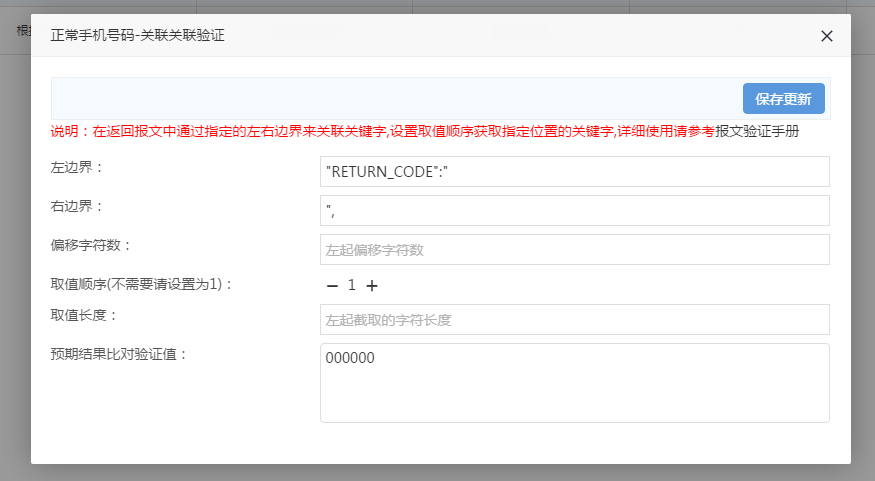 正常手机号码-关联关联验证
保存更新
说明：在返回报文中通过指定的左右边界来关联关键字,设置取值顺序获取指定位置的关键字,详细使用请参考报文验证手册
左边界：
"RETURN_CODE":"
右边界：
",
偏移字符数：
左起偏移字符数
取值顺序(不需要请设置为1)：
− 1 +
取值长度：
左起截取的字符长度
预期结果比对验证值：
000000